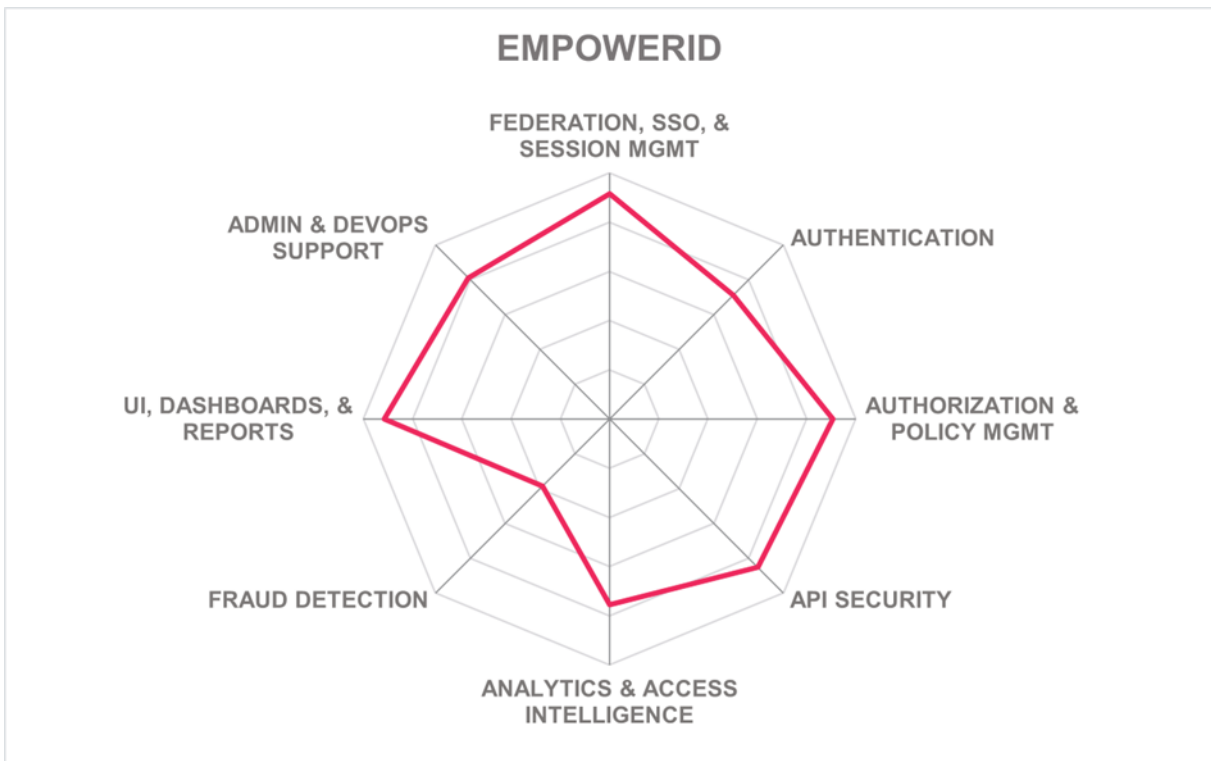 EMPOWERID
FEDERATION, SSO, &
SESSION MGMT
AUTHENTICATION
AUTHORIZATION &
POLICY MGMT
API SECURITY
ANALYTICS & ACCESS
INTELLIGENCE
FRAUD DETECTION
UI, DASHBOARDS, &
REPORTS
ADMIN & DEVOPS
SUPPORT